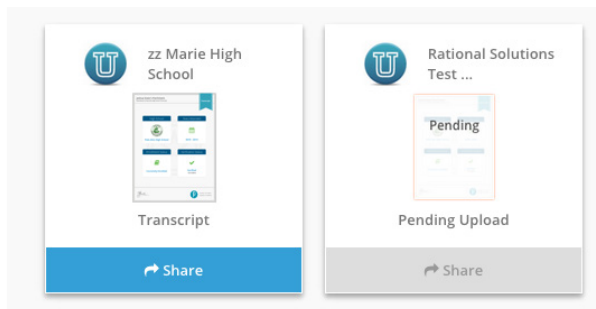 zz Marie High
School
Transcript
Share
Rational Solutions
Test ...
Pending
Pending Upload
Share